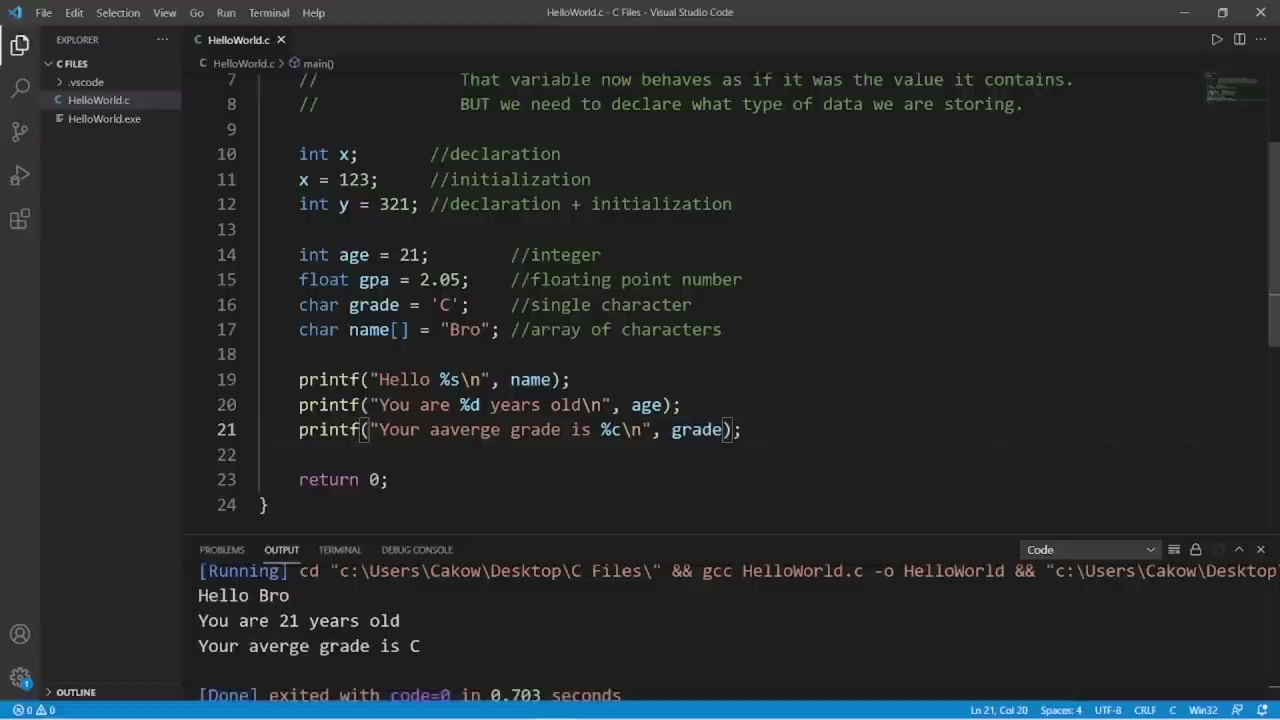 File Edit Selection View Go Run Terminal Help HelloWorld.c - C Files - Visual Studio Code
EXPLORER ··· C HelloWorld.c
C FILES C HelloWorld.c > main()
.vscode
C HelloWorld.c
HelloWorld.exe
7 // That variable now behaves as if it was the value it contains.
8 // BUT we need to declare what type of data we are storing.
9
10 int x; //declaration
11 x = 123; //initialization
12 int y = 321; //declaration + initialization
13
14 int age = 21; //integer
15 float gpa = 2.05; //floating point number
16 char grade = 'C'; //single character
17 char name[] = "Bro"; //array of characters
18
19 printf("Hello %s\n", name);
20 printf("You are %d years old\n", age);
21 printf("Your aaverge grade is %c\n", grade);
22
23 return 0;
24 }
PROBLEMS OUTPUT TERMINAL DEBUG CONSOLE Code
[Running] cd "c:\Users\Cakow\Desktop\C Files\" && gcc HelloWorld.c -o HelloWorld && "c:\Users\Cakow\Desktop\
Hello Bro
You are 21 years old
Your averge grade is C
[Done] exited with code=0 in 0.703 seconds
OUTLINE
1
0 0 Ln 21, Col 20 Spaces: 4 UTF-8 CRLF C Win32